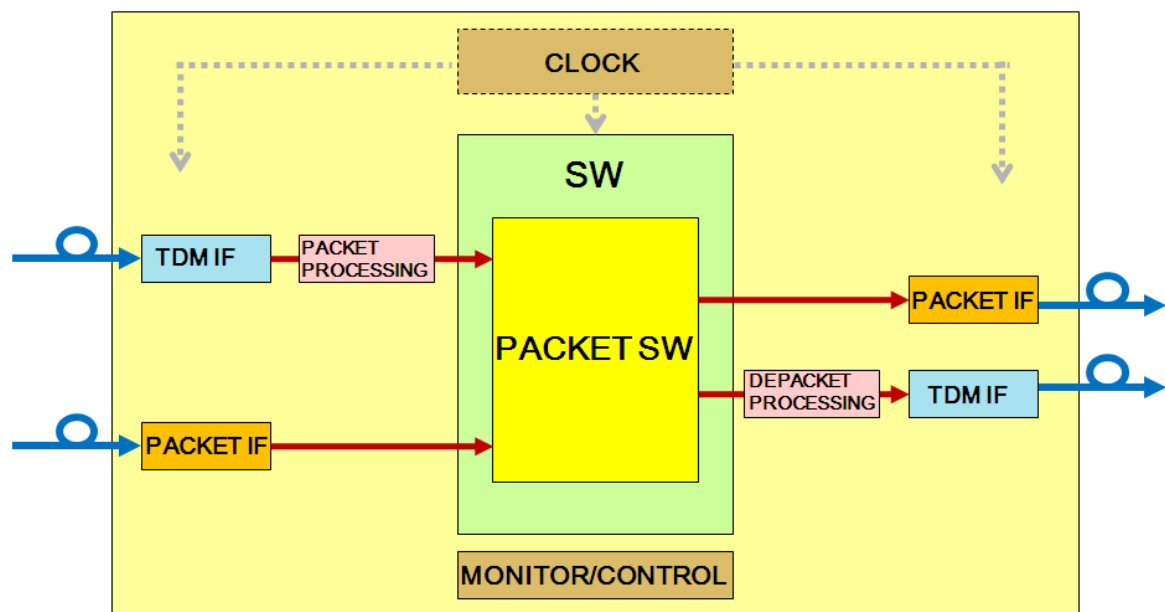 CLOCK
SW
TDM IF
PACKET
PROCESSING
PACKET SW
PACKET IF
DEPACKET
PROCESSING
TDM IF
PACKET IF
MONITOR/CONTROL